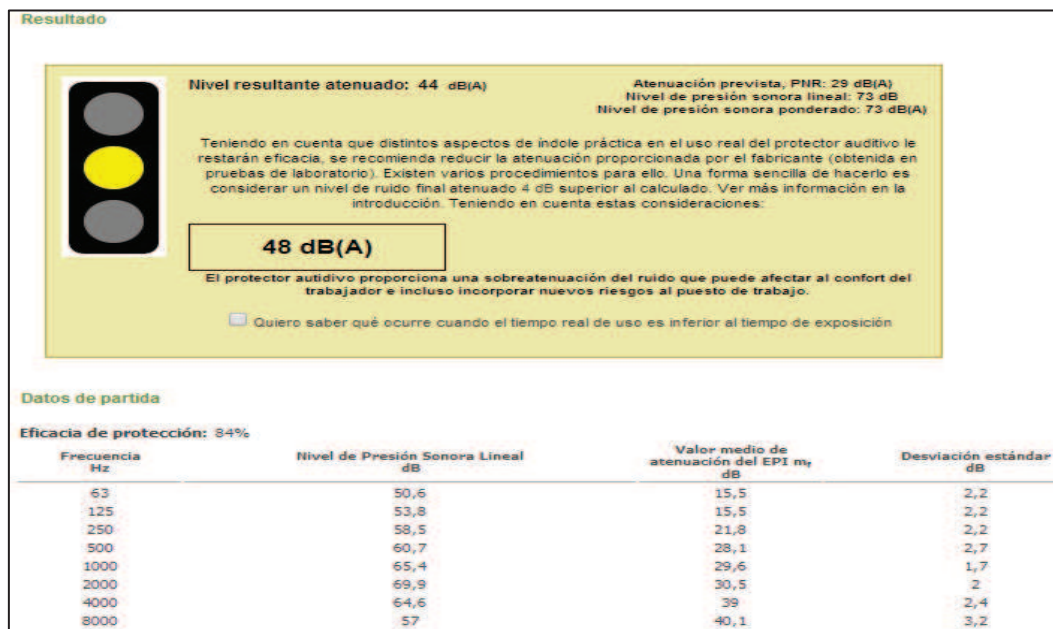 Resultado
Nivel resultante atenuado: 44 dB(A)
Atenuación prevista, PNR: 29 dB(A)
Nivel de presión sonora lineal: 73 dB
Nivel de presión sonora ponderado: 73 dB(A)
Teniendo en cuenta que distintos aspectos de índole práctica en el uso real del protector auditivo le
restarán eficacia, se recomienda reducir la atenuación proporcionada por el fabricante (obtenida en
pruebas de laboratorio). Existen varios procedimientos para ello. Una forma sencilla de hacerlo es
considerar un nivel de ruido final atenuado 4 dB superior al calculado. Ver más información en la
introducción. Teniendo en cuenta estas consideraciones:
48 dB(A)
El protector autidivo proporciona una sobreatenuación del ruido que puede afectar al confort del
trabajador e incluso incorporar nuevos riesgos al puesto de trabajo.
Quiero saber qué ocurre cuando el tiempo real de uso es inferior al tiempo de exposición
Datos de partida
Eficacia de protección: 84%
Frecuencia Hz Nivel de Presión Sonora Lineal dB Valor medio de atenuación del EPI mf dB Desviación estándar dB
63 50,6 15,5 2,2
125 53,8 15,5 2,2
250 58,5 21,8 2,2
500 60,7 28,1 2,7
1000 65,4 29,6 1,7
2000 69,9 30,5 2
4000 64,6 39 2,4
8000 57 40,1 3,2